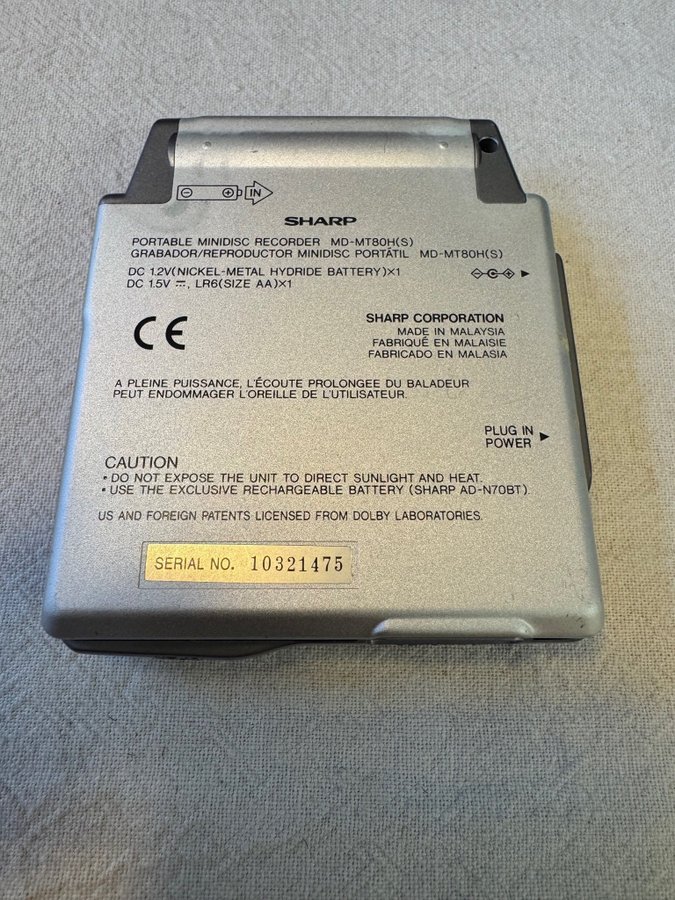 IN
SHARP
PORTABLE MINIDISC RECORDER MD-MT80H(S)
GRABADOR/REPRODUCTOR MINIDISC PORTÁTIL MD-MT80H(S)
DC 1.2V(NICKEL-METAL HYDRIDE BATTERY)×1
DC 1.5V ⎓, LR6(SIZE AA)×1
SHARP CORPORATION
MADE IN MALAYSIA
FABRIQUÉ EN MALAISIE
FABRICADO EN MALASIA
CE
A PLEINE PUISSANCE, L'ÉCOUTE PROLONGEE DU BALADEUR
PEUT ENDOMMAGER L'OREILLE DE L'UTILISATEUR.
PLUG IN
POWER
CAUTION
• DO NOT EXPOSE THE UNIT TO DIRECT SUNLIGHT AND HEAT.
• USE THE EXCLUSIVE RECHARGEABLE BATTERY (SHARP AD-N70BT).
US AND FOREIGN PATENTS LICENSED FROM DOLBY LABORATORIES.
SERIAL NO. 10321475